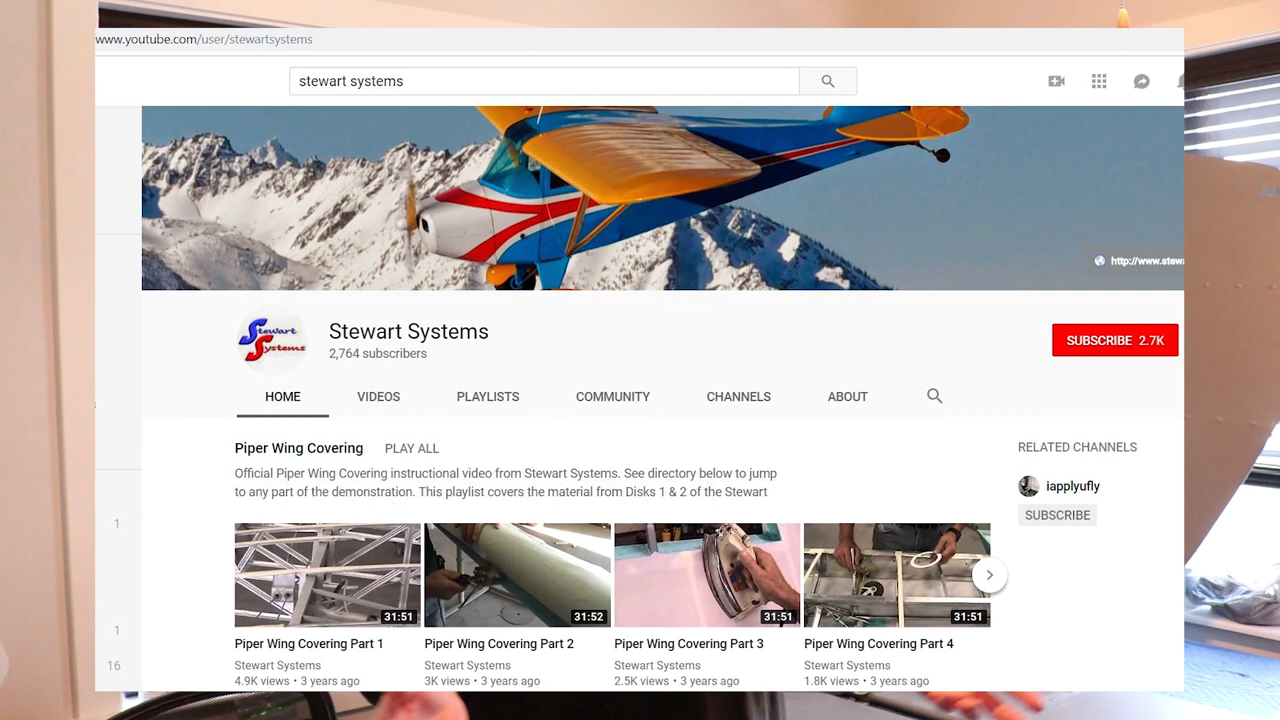 www.youtube.com/user/stewartsystems
stewart systems
http://www.stew
Stewart
Systems
Stewart Systems
2,764 subscribers
SUBSCRIBE 2.7K
HOME VIDEOS PLAYLISTS COMMUNITY CHANNELS ABOUT
Piper Wing Covering PLAY ALL
Official Piper Wing Covering instructional video from Stewart Systems. See directory below to jump
to any part of the demonstration. This playlist covers the material from Disks 1 & 2 of the Stewart
RELATED CHANNELS
iapplyufly
SUBSCRIBE
1
1
16
31:51 31:52 31:51 31:51
Piper Wing Covering Part 1 Piper Wing Covering Part 2 Piper Wing Covering Part 3 Piper Wing Covering Part 4
Stewart Systems Stewart Systems Stewart Systems Stewart Systems
4.9K views • 3 years ago 3K views • 3 years ago 2.5K views • 3 years ago 1.8K views • 3 years ago